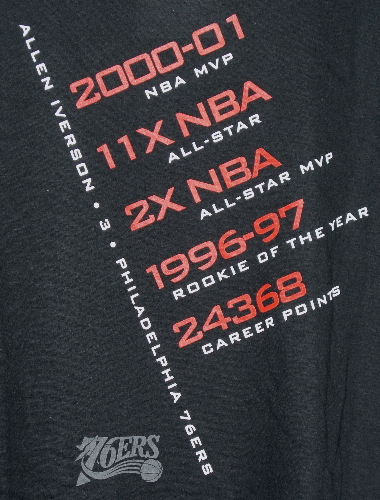 ALLEN IVERSON • 3 • PHILADELPHIA 76ERS
2000-01
NBA MVP
11X NBA
ALL-STAR
2X NBA
ALL-STAR MVP
1996-97
ROOKIE OF THE YEAR
24368
CAREER POINTS
76ERS